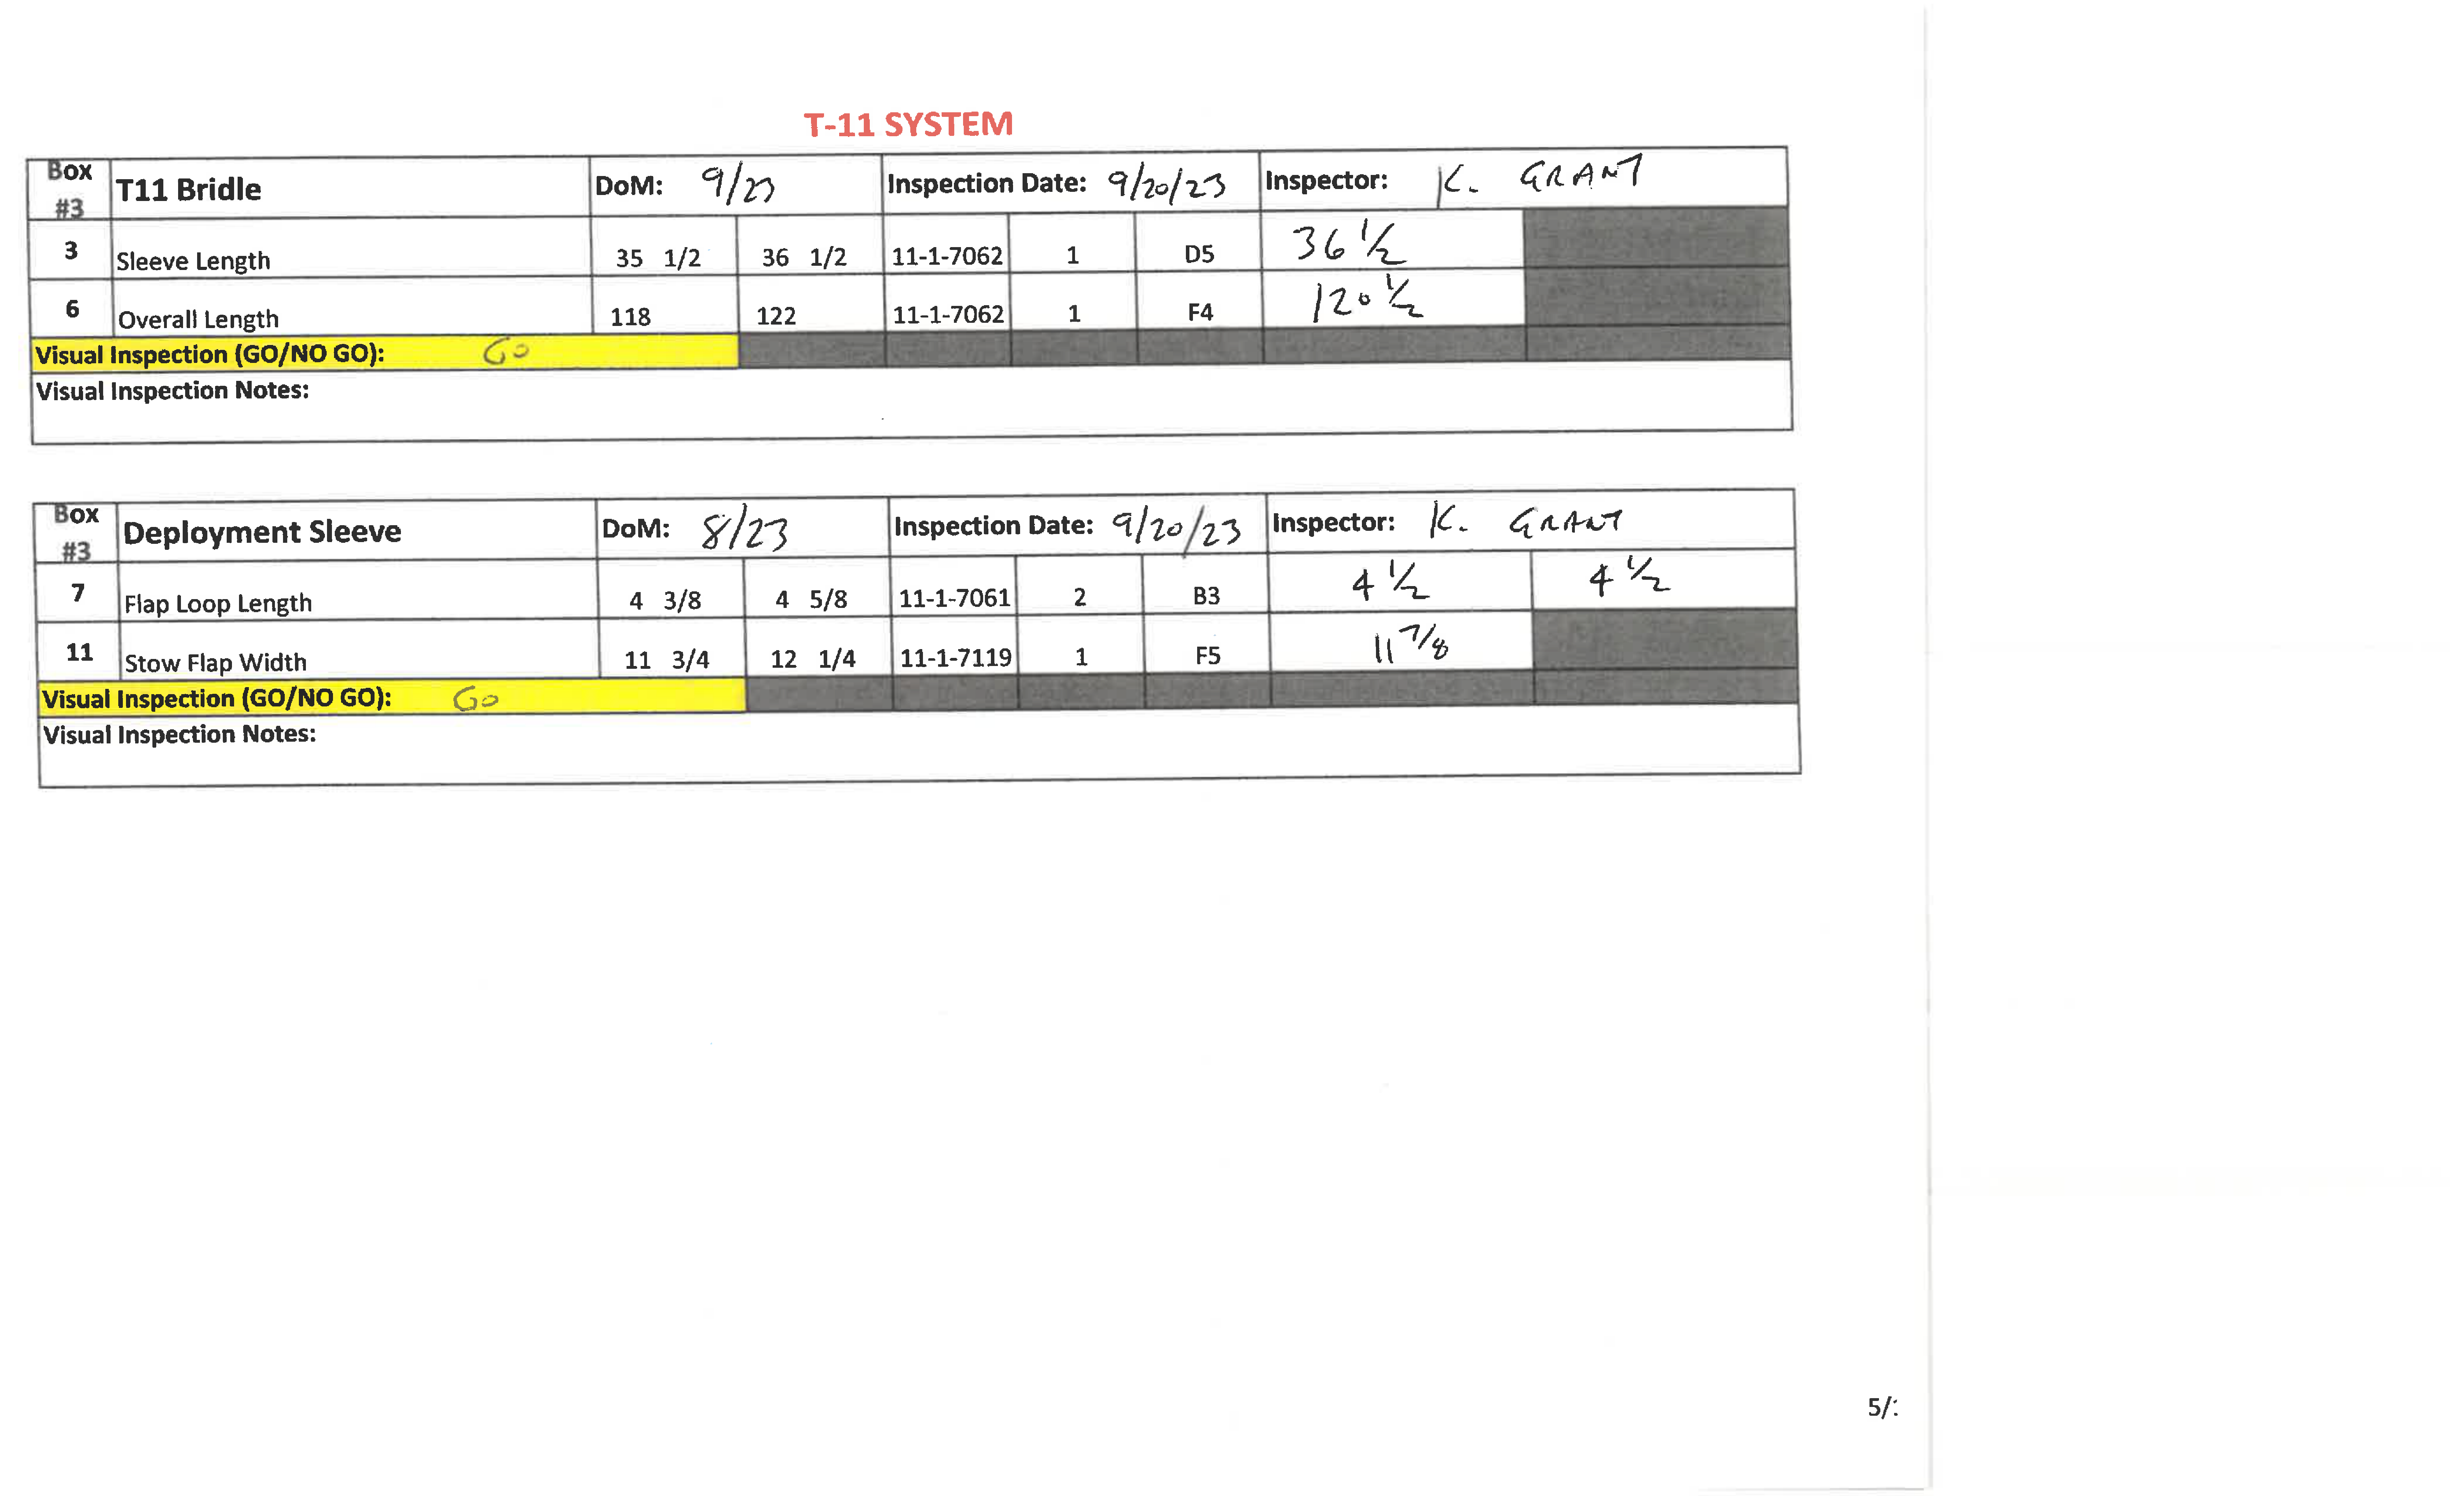 T-11 SYSTEM
Box #3 T11 Bridle DoM: 9/23 Inspection Date: 9/20/23 Inspector: K. GRANT
3 Sleeve Length 35 1/2 36 1/2 11-1-7062 1 D5 36 1/2
6 Overall Length 118 122 11-1-7062 1 F4 120 1/2
Visual Inspection (GO/NO GO): GO
Visual Inspection Notes:
Box #3 Deployment Sleeve DoM: 8/23 Inspection Date: 9/20/23 Inspector: K. GRANT
7 Flap Loop Length 4 3/8 4 5/8 11-1-7061 2 B3 4 1/2 4 1/2
11 Stow Flap Width 11 3/4 12 1/4 11-1-7119 1 F5 11 7/8
Visual Inspection (GO/NO GO): GO
Visual Inspection Notes:
5/